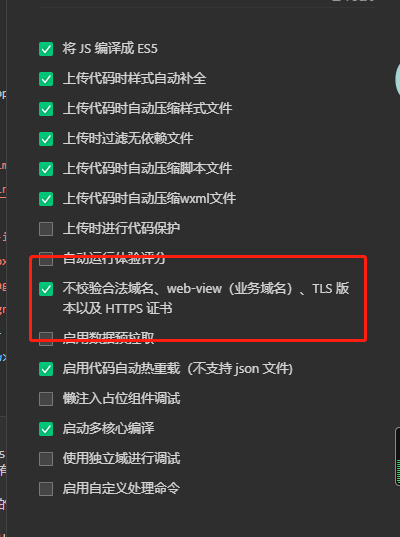 将 JS 编译成 ES5
上传代码时样式自动补全
上传代码时自动压缩样式文件
上传时过滤无依赖文件
上传代码时自动压缩脚本文件
上传代码时自动压缩wxml文件
上传时进行代码保护
自动运行体验评分
不校验合法域名、web-view（业务域名）、TLS 版
本以及 HTTPS 证书
启用数据预拉取
启用代码自动热重载（不支持 json 文件)
懒注入占位组件调试
启动多核心编译
使用独立域进行调试
启用自定义处理命令